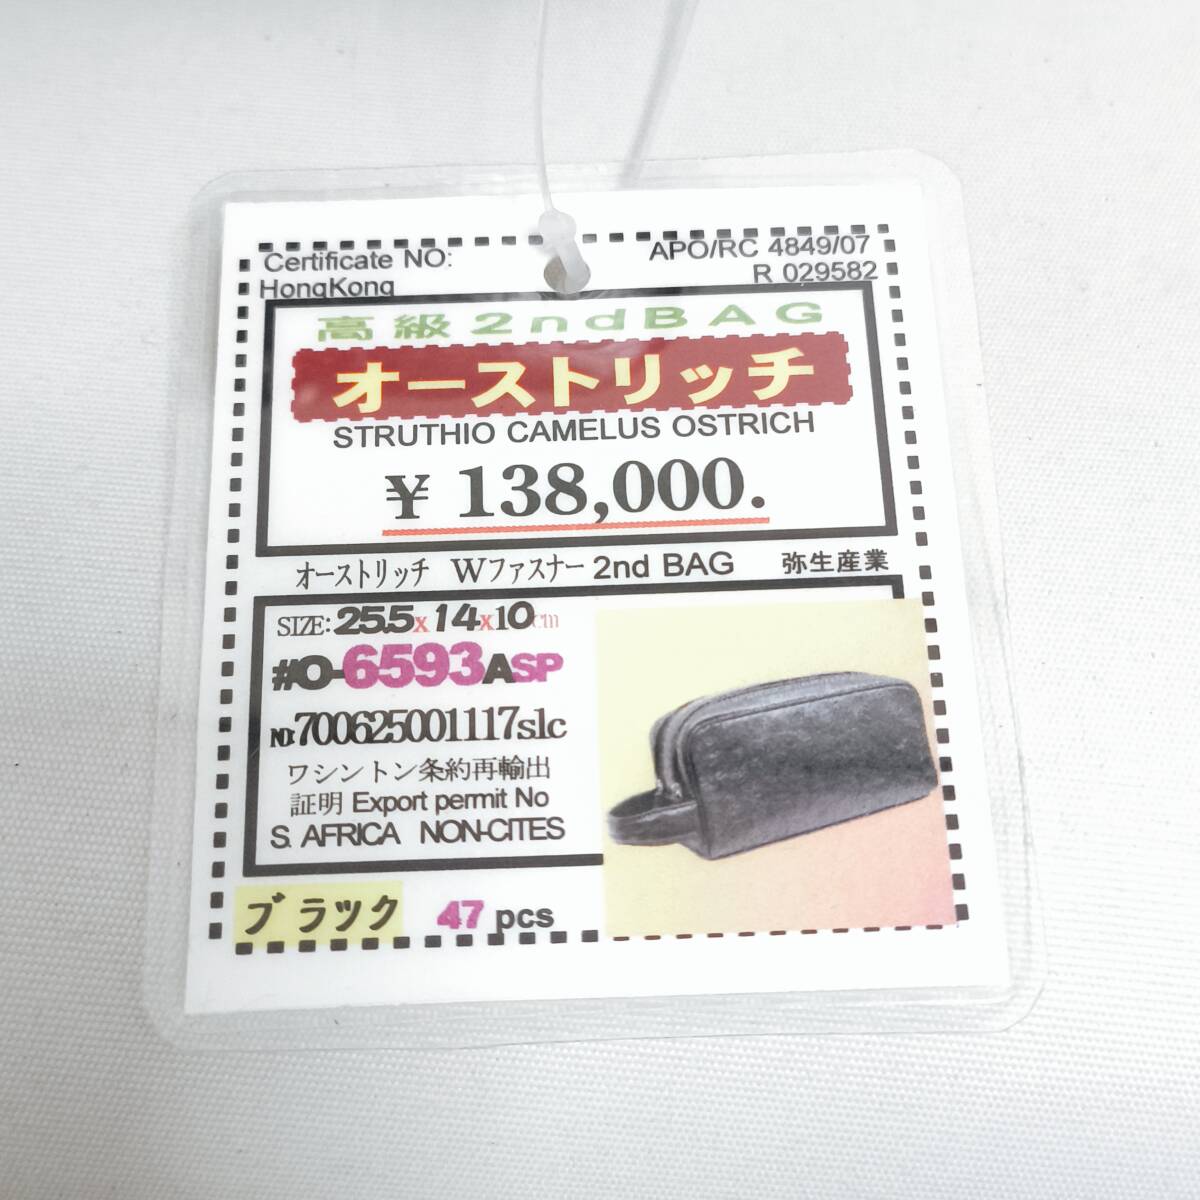 Certificate NO:
APO/RC 4849/07
HongKong
R 029582
高級2ndBAG
オーストリッチ
STRUTHIO CAMELUS OSTRICH
¥ 138,000.
オーストリッチ Wファスナー 2nd BAG 弥生産業
SIZE: 25.5x14x10cm
#O-6593ASP
NO:700625001117slc
ワシントン条約再輸出
証明 Export permit No
S. AFRICA NON-CITES
ブラック 47 pcs